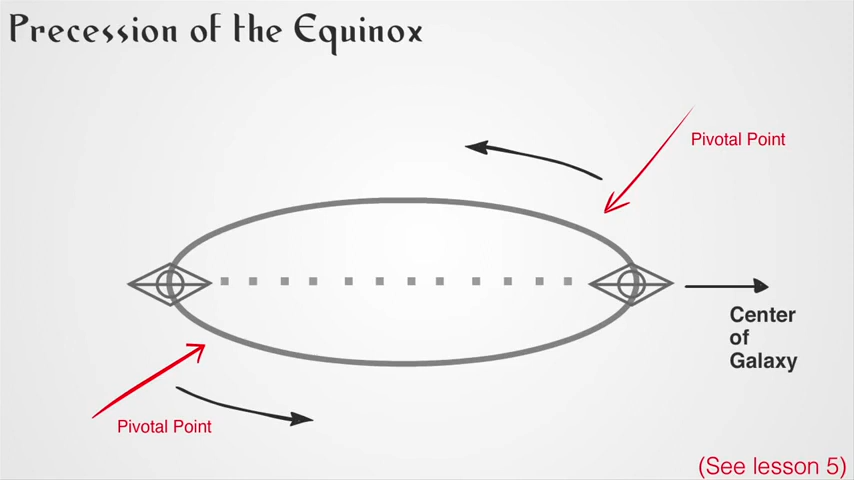 Precession of the Equinox
Pivotal Point
Center
of
Galaxy
Pivotal Point
(See lesson 5)